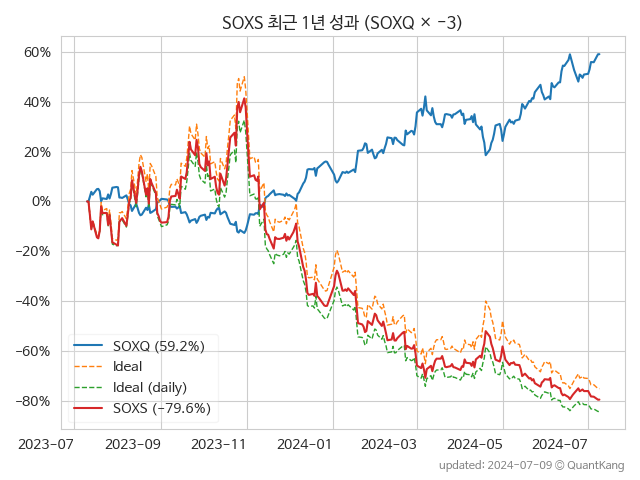 SOXS 최근 1년 성과 (SOXQ × −3)
60%
40%
20%
0%
−20%
−40%
−60%
−80%
SOXQ (59.2%)
Ideal
Ideal (daily)
SOXS (−79.6%)
2023-07
2023-09
2023-11
2024-01
2024-03
2024-05
2024-07
updated: 2024-07-09 © QuantKang